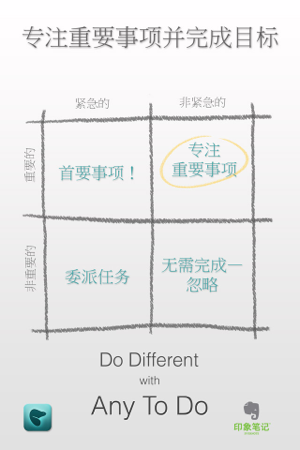 专注重要事项并完成目标
紧急的
非紧急的
重要的
首要事项！
专注
重要事项
非重要的
委派任务
无需完成—
忽略
Do Different
with
Any To Do
印象笔记